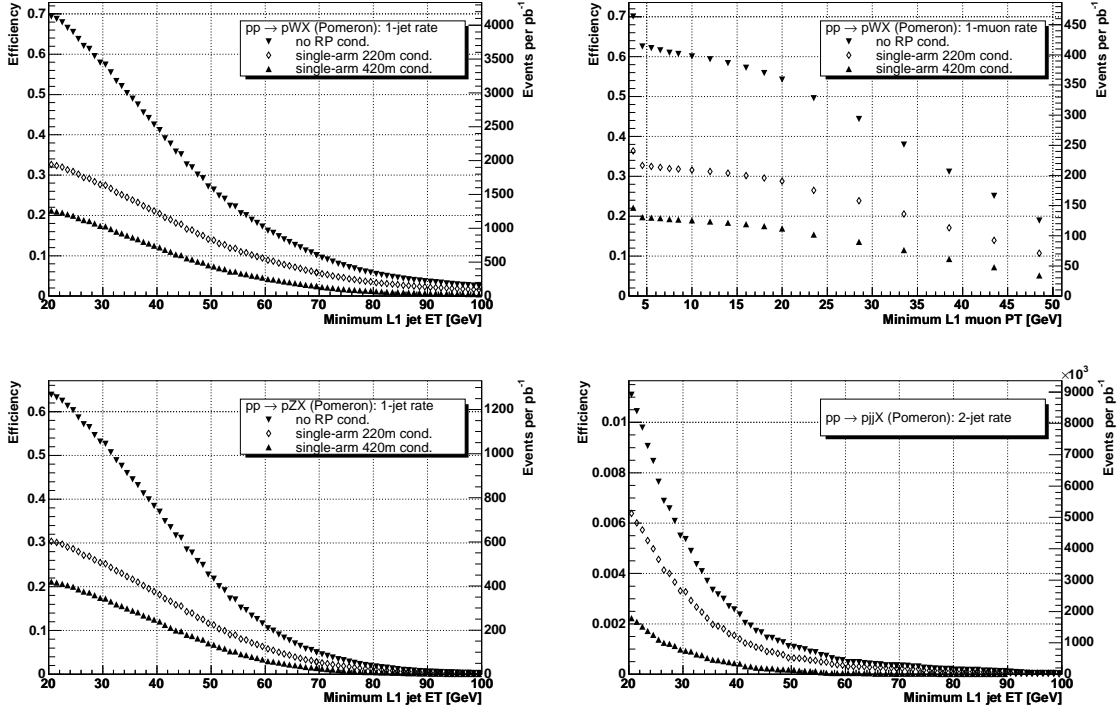 pp → pWX (Pomeron): 1-jet rate
no RP cond.
single-arm 220m cond.
single-arm 420m cond.
Efficiency
0.7
0.6
0.5
0.4
0.3
0.2
0.1
0
Events per pb-1
4000
3500
3000
2500
2000
1500
1000
500
0
20 30 40 50 60 70 80 90 100
Minimum L1 jet ET [GeV]
pp → pWX (Pomeron): 1-muon rate
no RP cond.
single-arm 220m cond.
single-arm 420m cond.
Efficiency
0.7
0.6
0.5
0.4
0.3
0.2
0.1
0
Events per pb-1
450
400
350
300
250
200
150
100
50
0
5 10 15 20 25 30 35 40 45 50
Minimum L1 muon PT [GeV]
pp → pZX (Pomeron): 1-jet rate
no RP cond.
single-arm 220m cond.
single-arm 420m cond.
Efficiency
0.6
0.5
0.4
0.3
0.2
0.1
0
Events per pb-1
1200
1000
800
600
400
200
0
20 30 40 50 60 70 80 90 100
Minimum L1 jet ET [GeV]
×10³
pp → pjjX (Pomeron): 2-jet rate
Efficiency
0.01
0.008
0.006
0.004
0.002
0
Events per pb-1
9000
8000
7000
6000
5000
4000
3000
2000
1000
0
20 30 40 50 60 70 80 90 100
Minimum L1 jet ET [GeV]